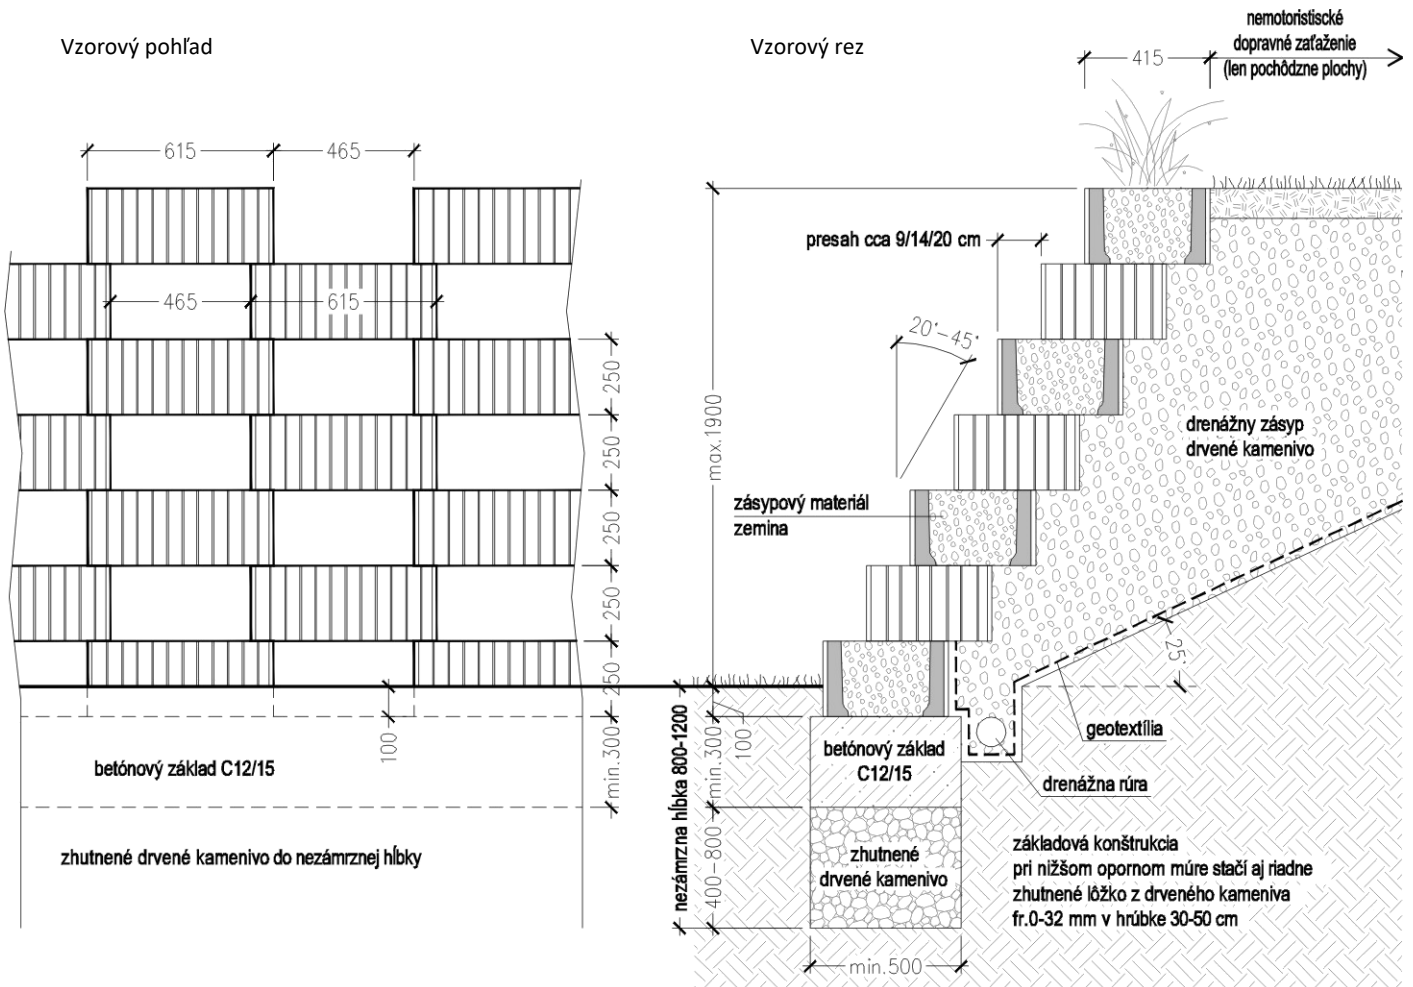 Vzorový pohľad
Vzorový rez
nemotoristiscké
dopravné zaťaženie
(len pochôdzne plochy)
415
615
465
465
615
250
250
250
250
250
100
min.300
betónový základ C12/15
zhutnené drvené kamenivo do nezámrznej hĺbky
presah cca 9/14/20 cm
20°-45°
max.1900
drenážny zásyp
drvené kamenivo
zásypový materiál
zemina
25°
geotextília
drenážna rúra
nezámrzna hĺbka 800-1200
100
min.300
400-800
betónový základ
C12/15
zhutnené
drvené kamenivo
min.500
základová konštrukcia
pri nižšom opornom múre stačí aj riadne
zhutnené lôžko z drveného kameniva
fr.0-32 mm v hrúbke 30-50 cm